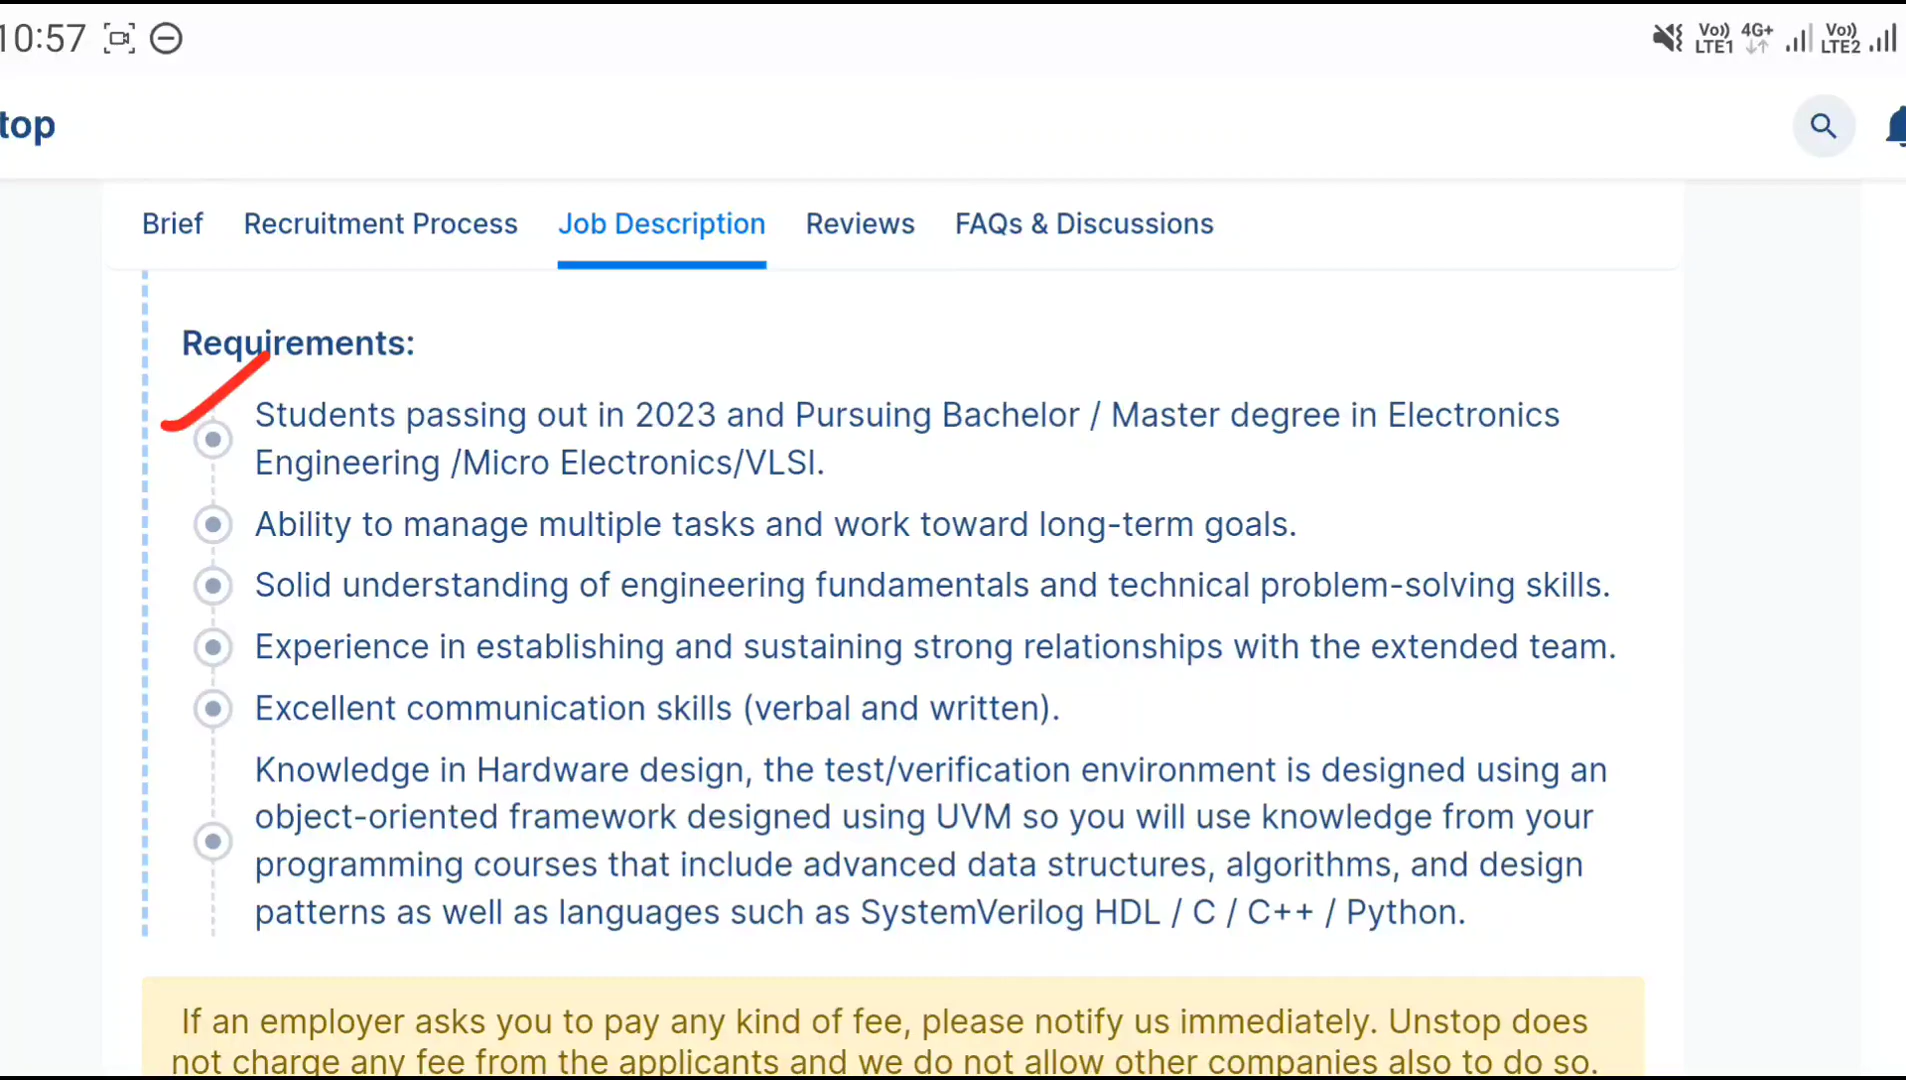 10:57
Vo)) LTE1 4G+ Vo)) LTE2
top
Brief Recruitment Process Job Description Reviews FAQs & Discussions
Requirements:
Students passing out in 2023 and Pursuing Bachelor / Master degree in Electronics
Engineering /Micro Electronics/VLSI.
Ability to manage multiple tasks and work toward long-term goals.
Solid understanding of engineering fundamentals and technical problem-solving skills.
Experience in establishing and sustaining strong relationships with the extended team.
Excellent communication skills (verbal and written).
Knowledge in Hardware design, the test/verification environment is designed using an
object-oriented framework designed using UVM so you will use knowledge from your
programming courses that include advanced data structures, algorithms, and design
patterns as well as languages such as SystemVerilog HDL / C / C++ / Python.
If an employer asks you to pay any kind of fee, please notify us immediately. Unstop does
not charge any fee from the applicants and we do not allow other companies also to do so.